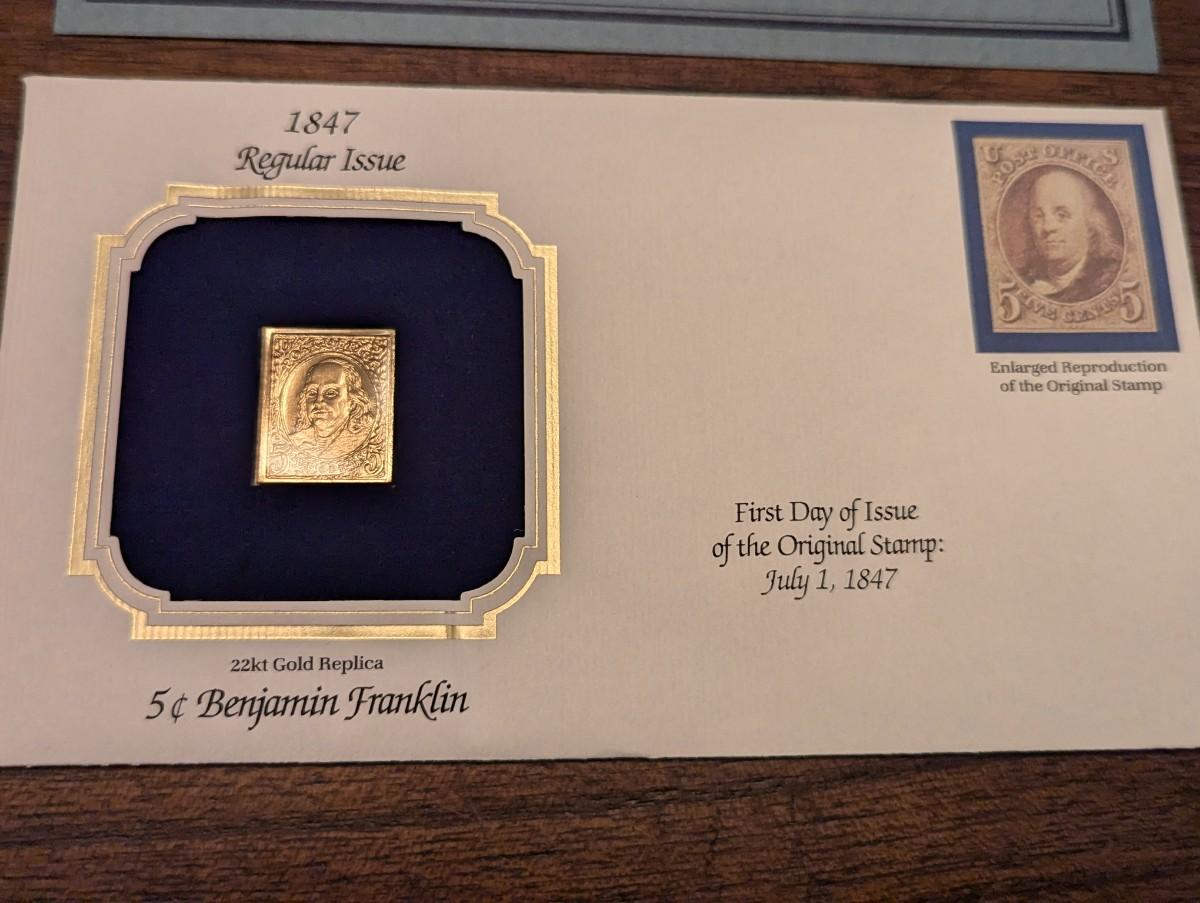 1847
Regular Issue
22kt Gold Replica
5¢ Benjamin Franklin
U S
POST OFFICE
5 FIVE CENTS 5
Enlarged Reproduction
of the Original Stamp
First Day of Issue
of the Original Stamp:
July 1, 1847